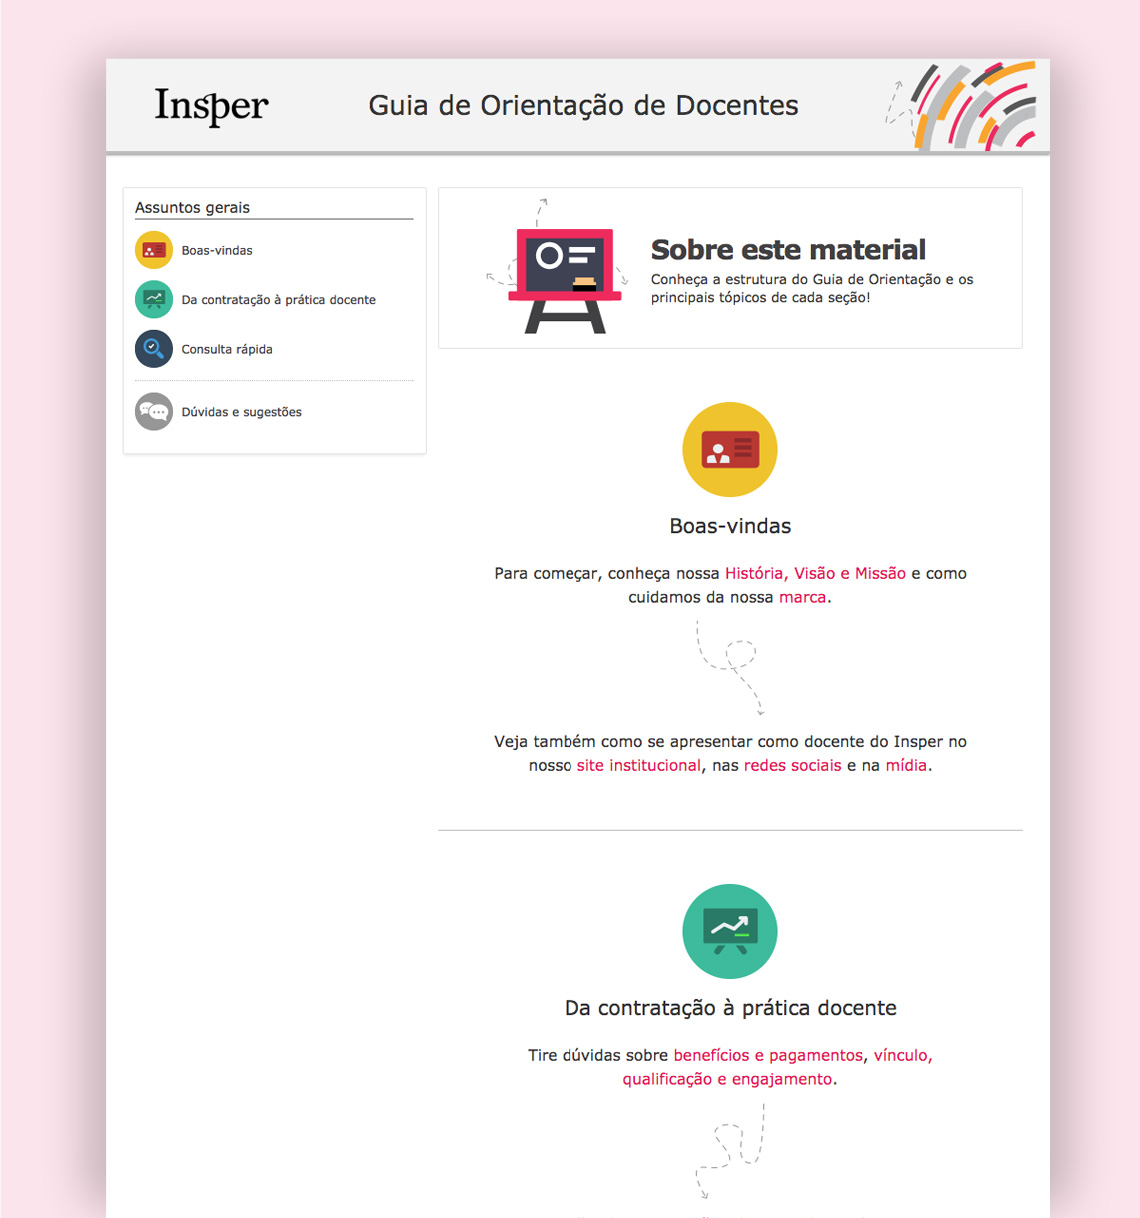 Insper
Guia de Orientação de Docentes
Assuntos gerais
Boas-vindas
Da contratação à prática docente
Consulta rápida
Dúvidas e sugestões
Sobre este material
Conheça a estrutura do Guia de Orientação e os
principais tópicos de cada seção!
Boas-vindas
Para começar, conheça nossa História, Visão e Missão e como
cuidamos da nossa marca.
Veja também como se apresentar como docente do Insper no
nosso site institucional, nas redes sociais e na mídia.
Da contratação à prática docente
Tire dúvidas sobre benefícios e pagamentos, vínculo,
qualificação e engajamento.